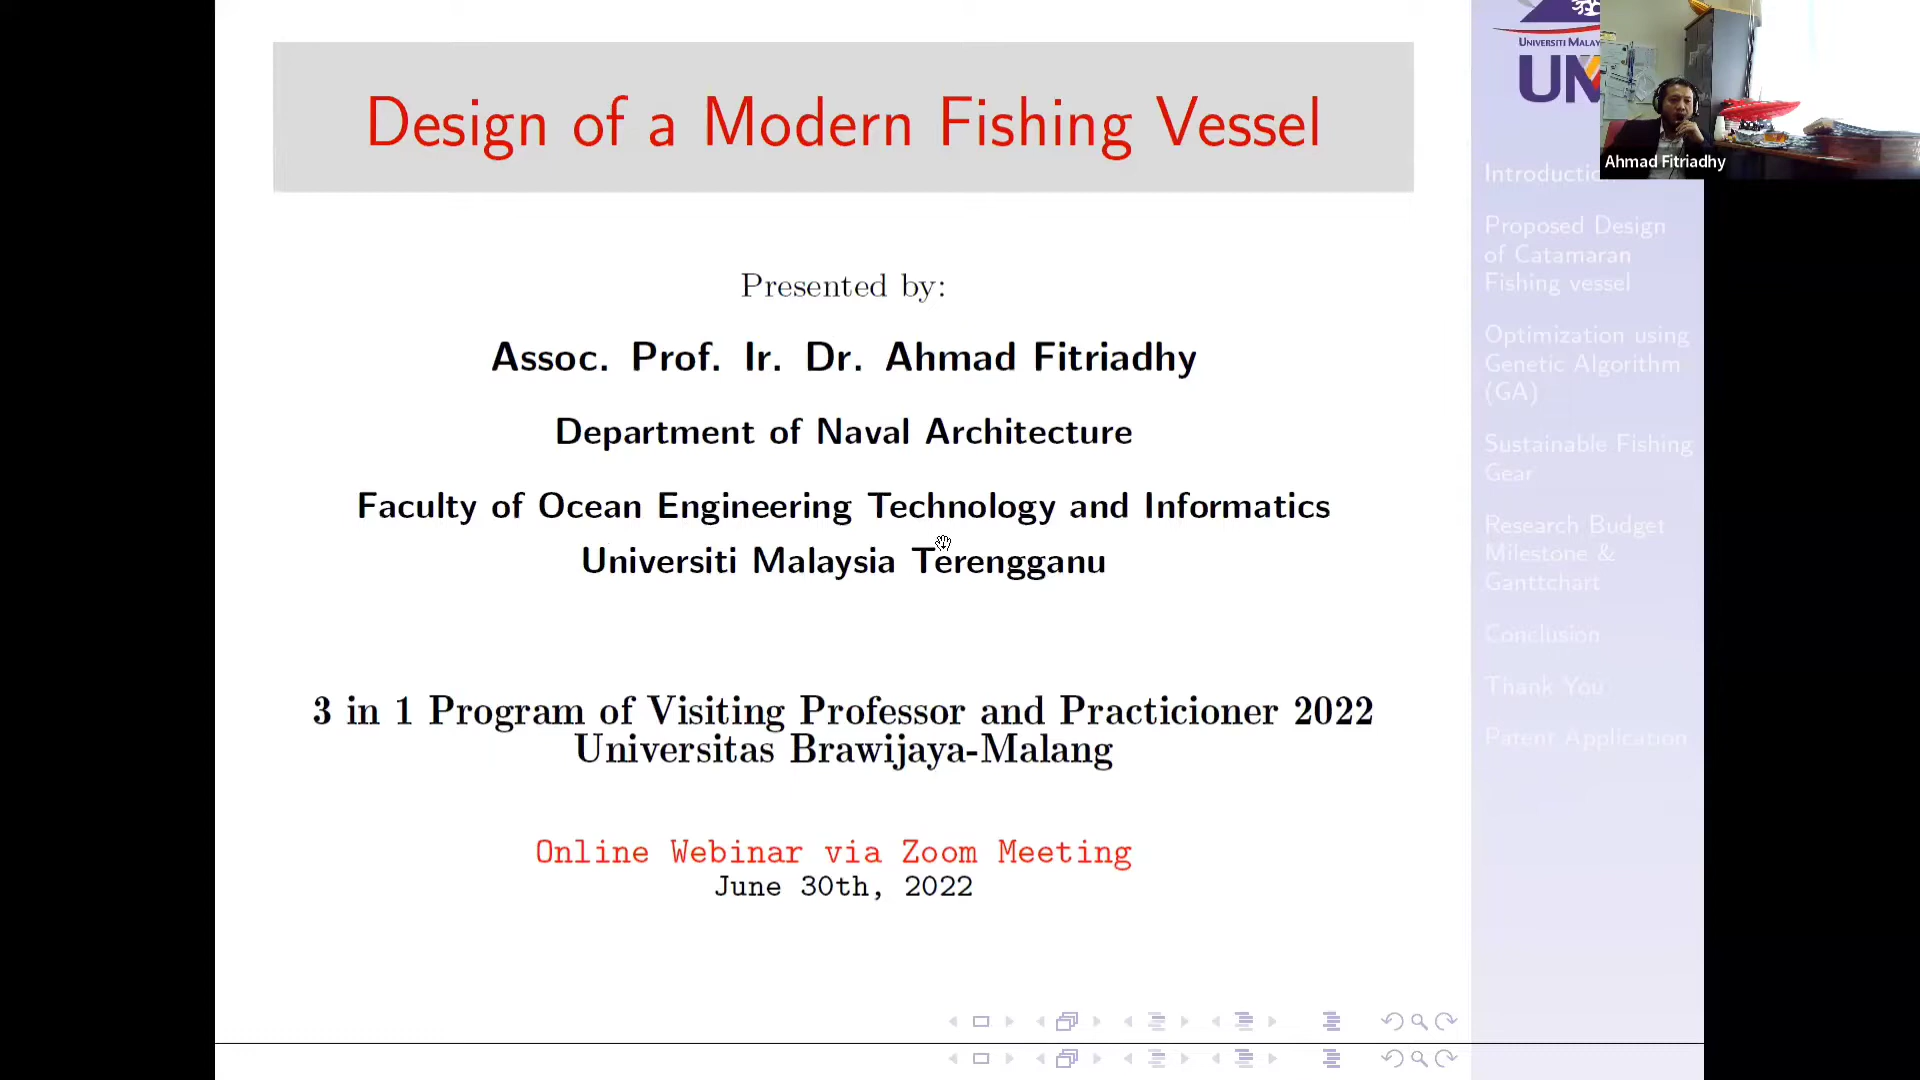 Design of a Modern Fishing Vessel
Presented by:
Assoc. Prof. Ir. Dr. Ahmad Fitriadhy
Department of Naval Architecture
Faculty of Ocean Engineering Technology and Informatics
Universiti Malaysia Terengganu
3 in 1 Program of Visiting Professor and Practicioner 2022
Universitas Brawijaya-Malang
Online Webinar via Zoom Meeting
June 30th, 2022
UNIVERSITI MALAY
UM
Ahmad Fitriadhy
Introductio
Proposed Design
of Catamaran
Fishing vessel
Optimization using
Genetic Algorithm
(GA)
Sustainable Fishing
Gear
Research Budget
Milestone &
Ganttchart
Conclusion
Thank You
Patent Application